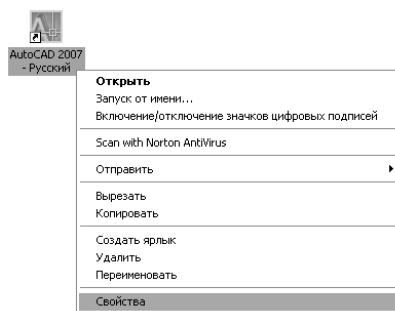 AutoCAD 2007
- Русский
Открыть
Запуск от имени...
Включение/отключение значков цифровых подписей
Scan with Norton AntiVirus
Отправить
Вырезать
Копировать
Создать ярлык
Удалить
Переименовать
Свойства